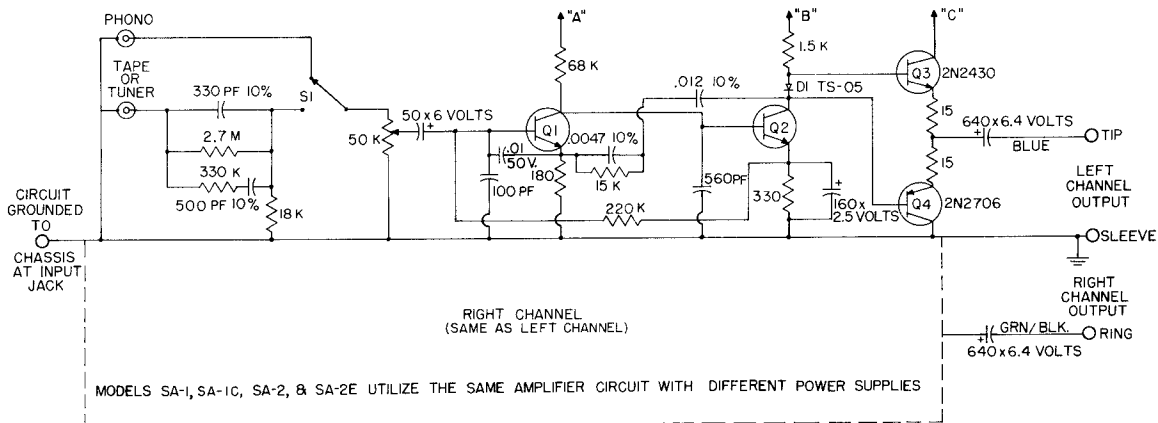 PHONO
TAPE
OR
TUNER
330 PF 10%
S1
2.7 M
330 K
500 PF 10%
18 K
50 K
50 x 6 VOLTS
+
"A"
68 K
Q1
.01
50V.
100 PF
180
.0047 10%
15 K
.012 10%
220 K
560PF
"B"
1.5 K
D1 TS-05
Q2
330
+
160 x
2.5 VOLTS
"C"
Q3
2N2430
15
15
Q4
2N2706
640 x 6.4 VOLTS
+
BLUE
TIP
LEFT
CHANNEL
OUTPUT
SLEEVE
CIRCUIT
GROUNDED
TO
CHASSIS
AT INPUT
JACK
RIGHT
CHANNEL
OUTPUT
RIGHT CHANNEL
(SAME AS LEFT CHANNEL)
GRN/BLK.
+
RING
640 x 6.4 VOLTS
MODELS SA-1, SA-1C, SA-2, & SA-2E UTILIZE THE SAME AMPLIFIER CIRCUIT WITH DIFFERENT POWER SUPPLIES